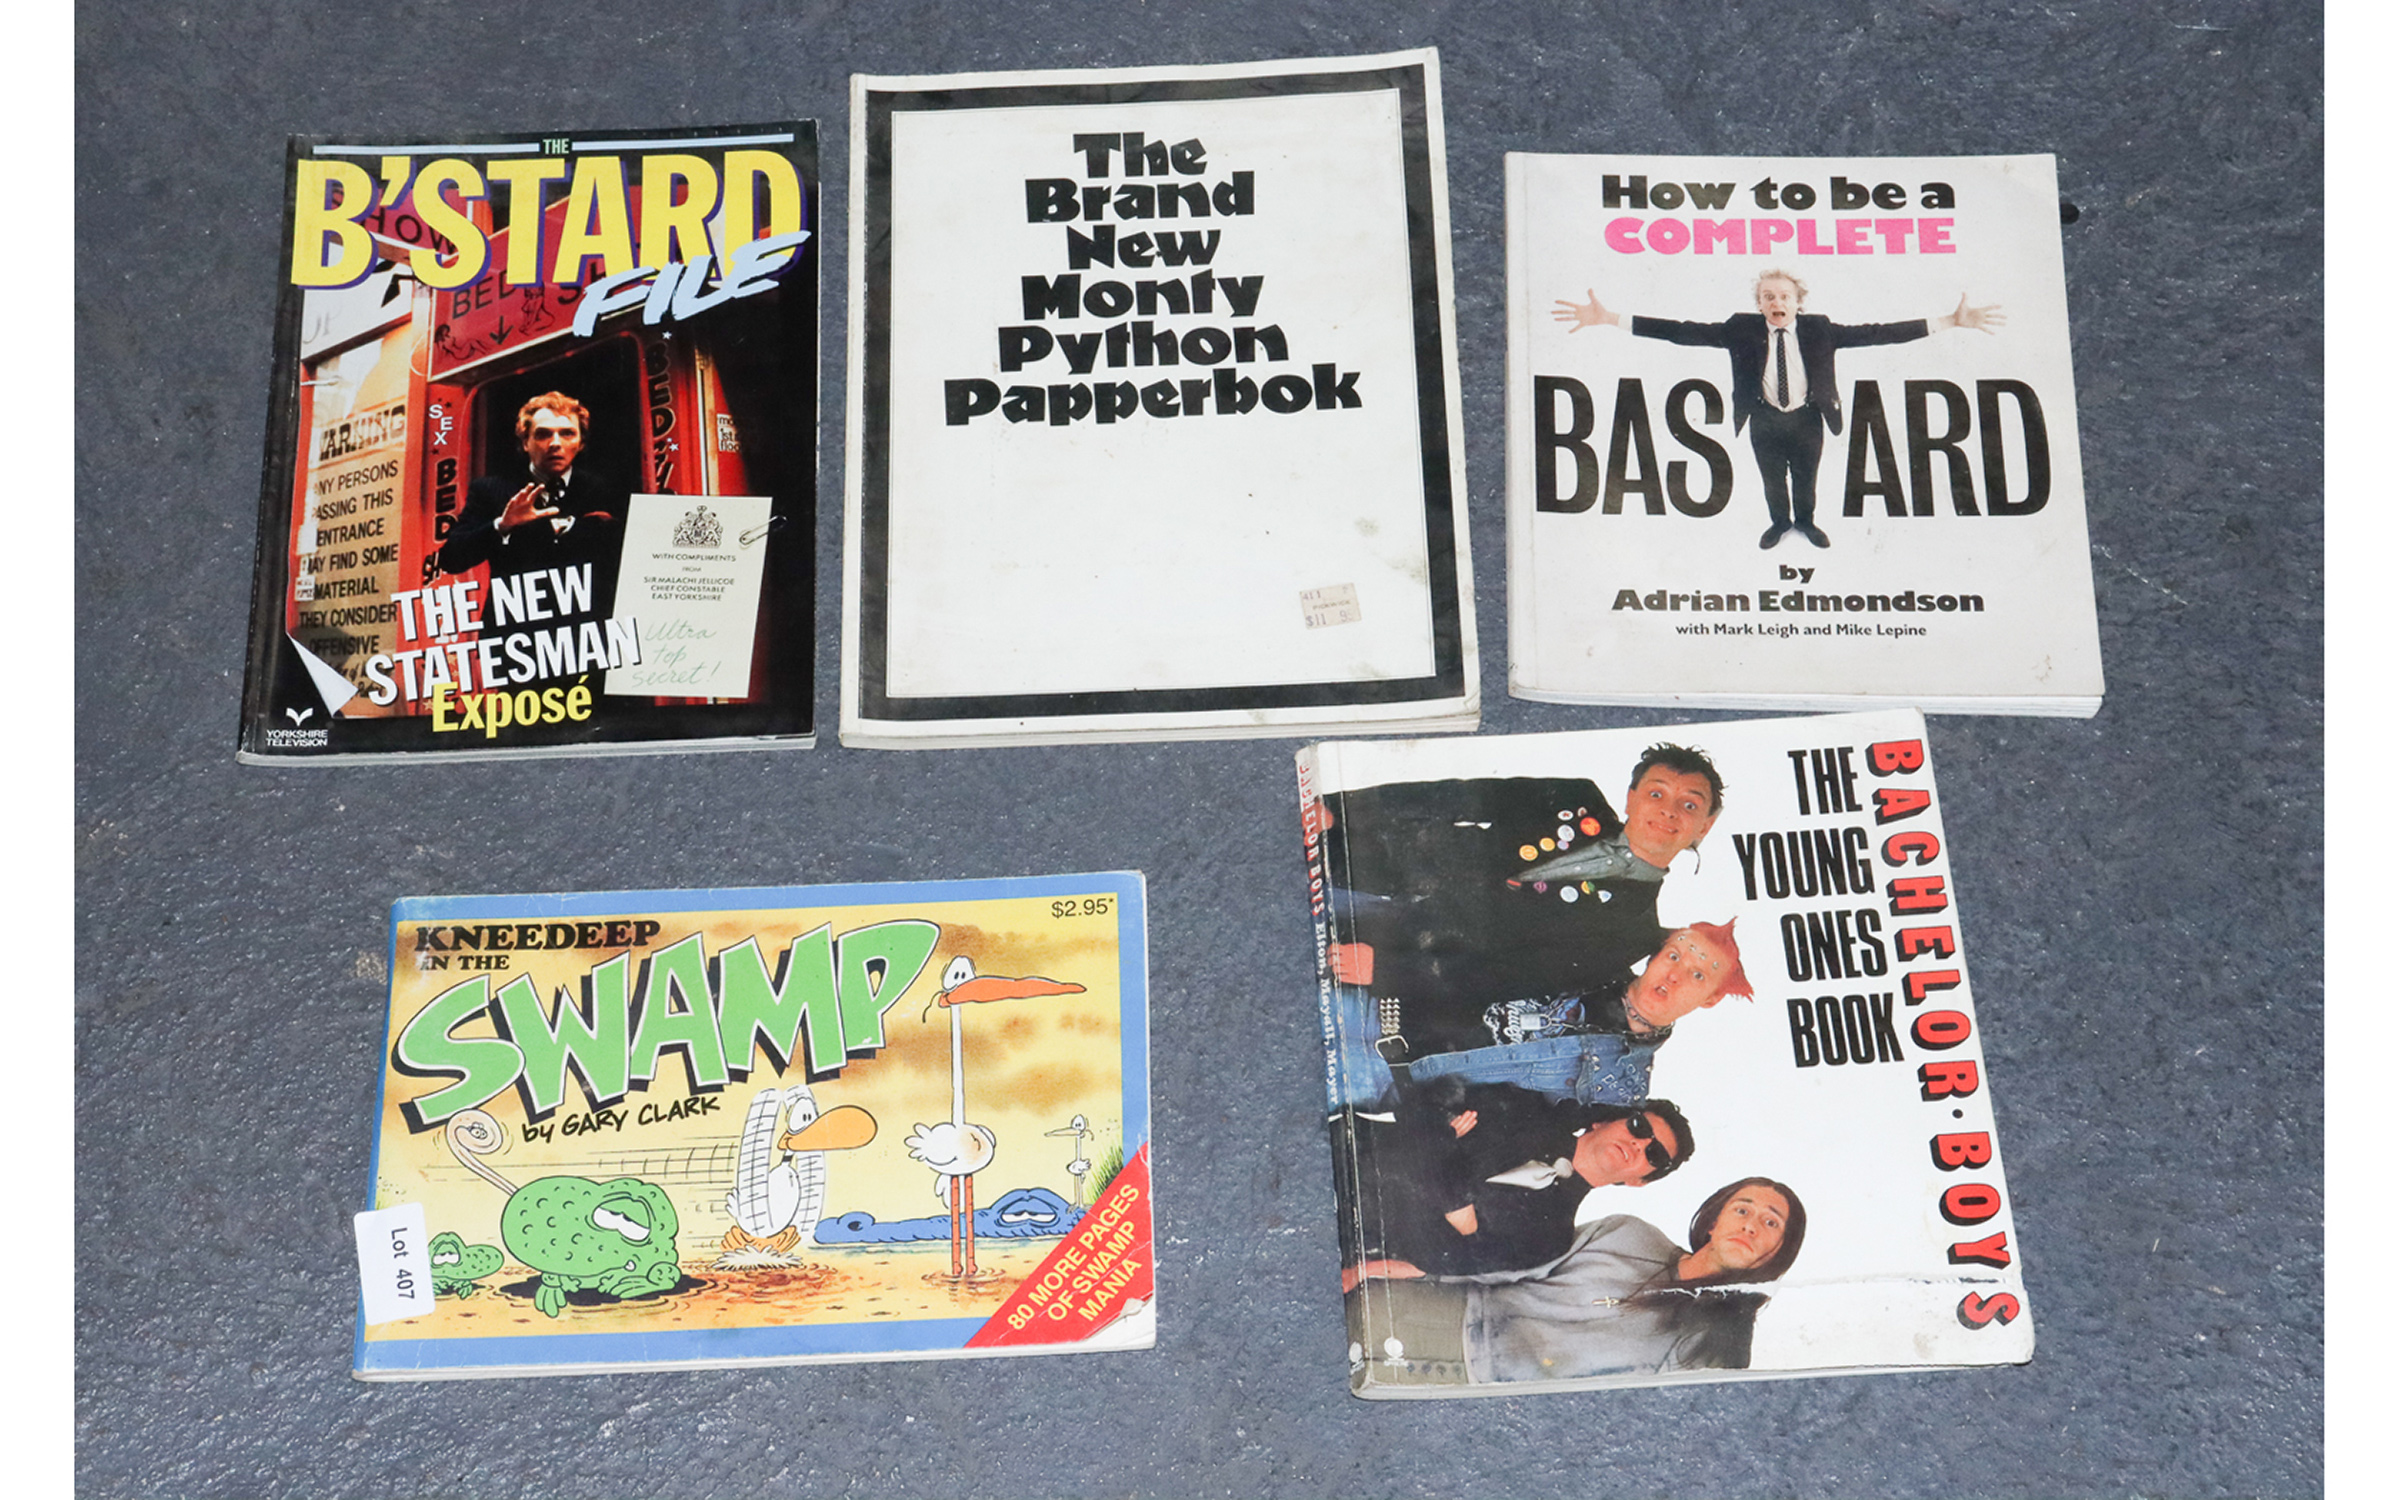 THE
B'STARD
FILE
SEX
BED
WARNING
ANY PERSONS
PASSING THIS
ENTRANCE
MAY FIND SOME
MATERIAL
THEY CONSIDER
OFFENSIVE
WITH COMPLIMENTS
FROM
SIR MALACHI JELLICOE
CHIEF CONSTABLE
EAST YORKSHIRE
Ultra
top
secret!
THE NEW
STATESMAN
Exposé
YORKSHIRE
TELEVISION
The
Brand
New
Monty
Python
Papperbok
How to be a
COMPLETE
BASTARD
by
Adrian Edmondson
with Mark Leigh and Mike Lepine
KNEEDEEP
IN THE
SWAMP
by GARY CLARK
$2.95*
80 MORE PAGES
OF SWAMP
MANIA
Lot 407
THE
YOUNG
ONES
BOOK
BACHELOR·BOYS
BACHELOR BOYS Elton, Mayall, Mayer